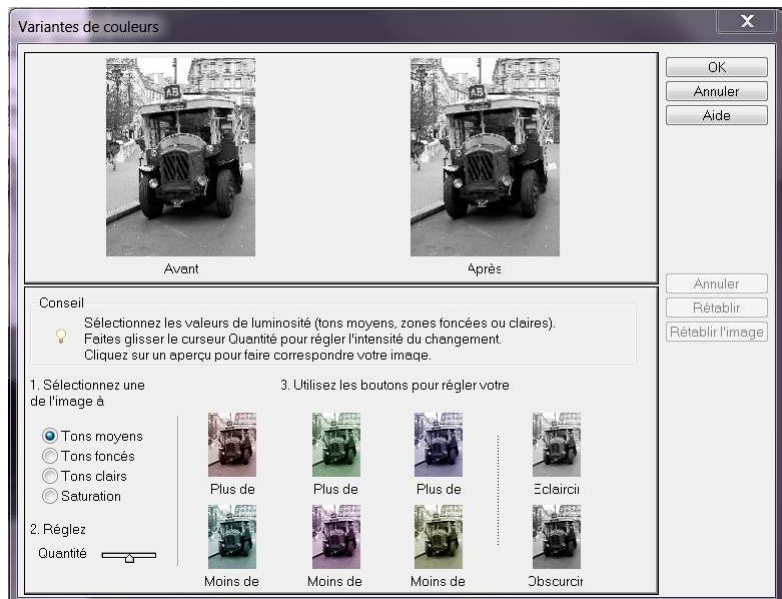 Variantes de couleurs
X
OK
Annuler
Aide
AB
Avant
Après
Annuler
Rétablir
Rétablir l'image
Conseil
Sélectionnez les valeurs de luminosité (tons moyens, zones foncées ou claires).
Faites glisser le curseur Quantité pour régler l'intensité du changement.
Cliquez sur un aperçu pour faire correspondre votre image.
1. Sélectionnez une
de l'image à
3. Utilisez les boutons pour régler votre
Tons moyens
Tons foncés
Tons clairs
Saturation
Plus de
Plus de
Plus de
Eclaircir
2. Réglez
Quantité
Moins de
Moins de
Moins de
Obscurcir